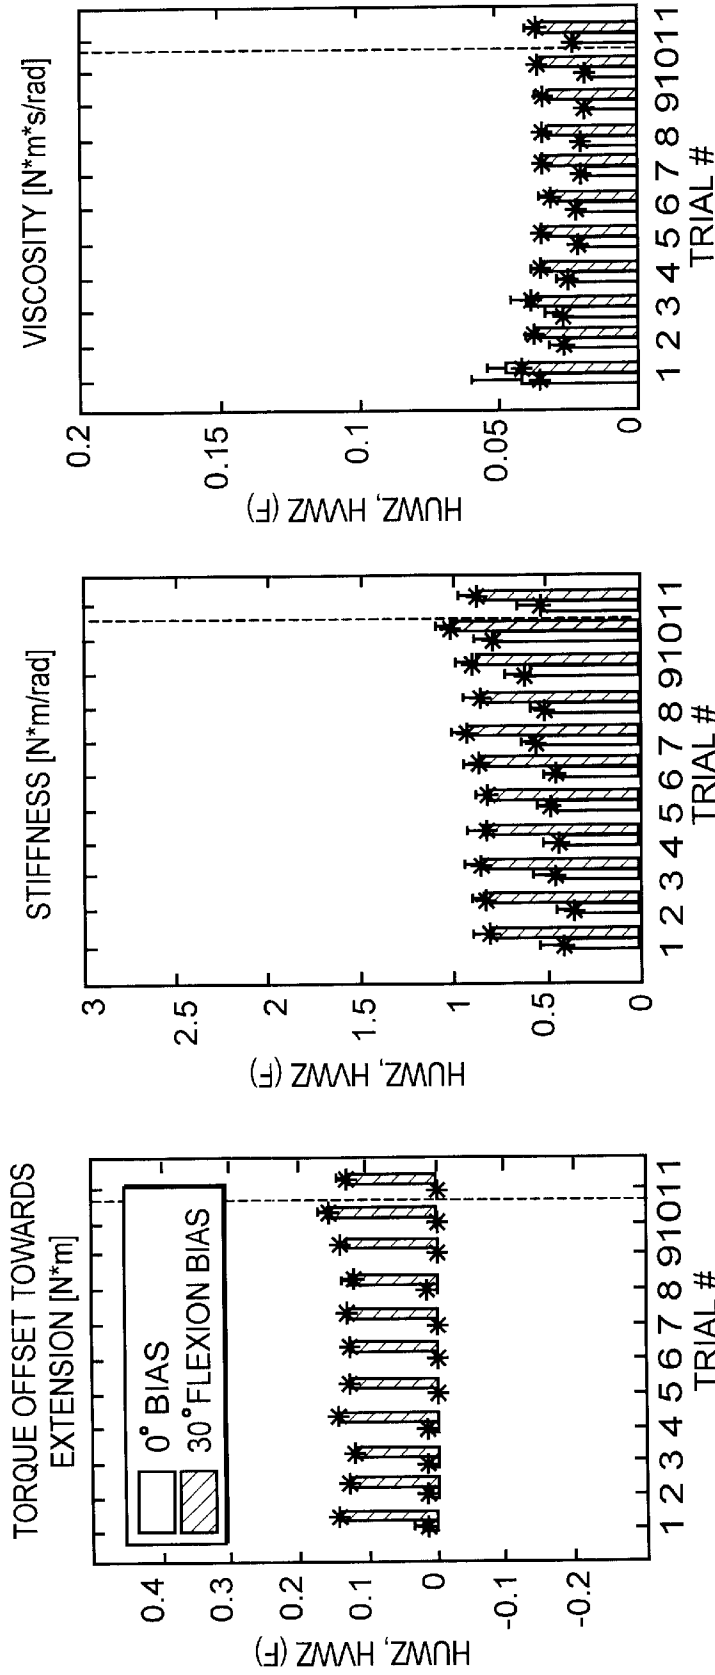 TORQUE OFFSET TOWARDS
EXTENSION [N*m]
0° BIAS
30° FLEXION BIAS
HUWZ, HVWZ (F)
0.4
0.3
0.2
0.1
0
-0.1
-0.2
1 2 3 4 5 6 7 8 9 10 11
TRIAL #
STIFFNESS [N*m/rad]
HUWZ, HVWZ (F)
3
2.5
2
1.5
1
0.5
0
1 2 3 4 5 6 7 8 9 10 11
TRIAL #
VISCOSITY [N*m*s/rad]
HUWZ, HVWZ (F)
0.2
0.15
0.1
0.05
0
1 2 3 4 5 6 7 8 9 10 11
TRIAL #